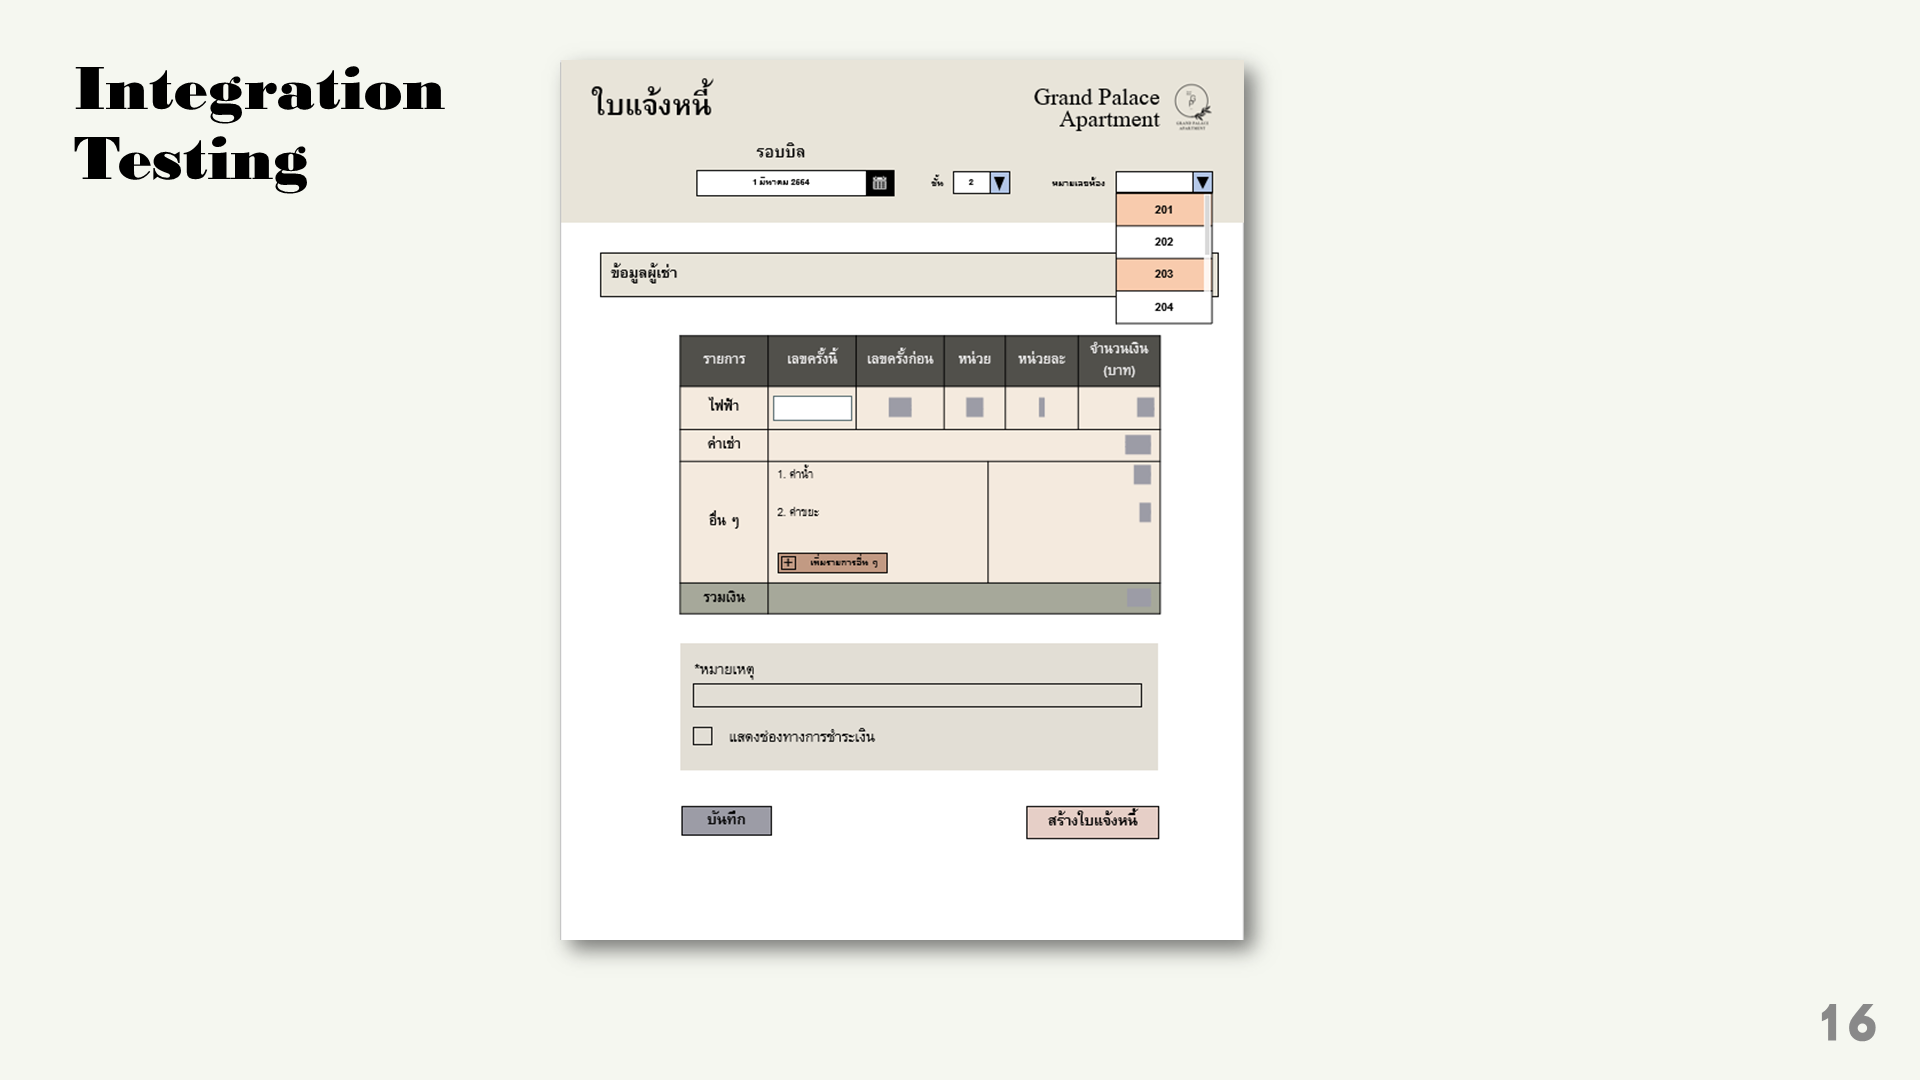 Integration
Testing
ใบแจ้งหนี้
Grand Palace
Apartment
GRAND PALACE
APARTMENT
รอบบิล
1 มีนาคม 2564
ชั้น
2
หมายเลขห้อง
201
202
203
204
ข้อมูลผู้เช่า
รายการ เลขครั้งนี้ เลขครั้งก่อน หน่วย หน่วยละ จำนวนเงิน
(บาท)
ไฟฟ้า
ค่าเช่า
1. ค่าน้ำ
2. ค่าขยะ
อื่น ๆ
เพิ่มรายการอื่น ๆ
รวมเงิน
*หมายเหตุ
แสดงช่องทางการชำระเงิน
บันทึก
สร้างใบแจ้งหนี้
16